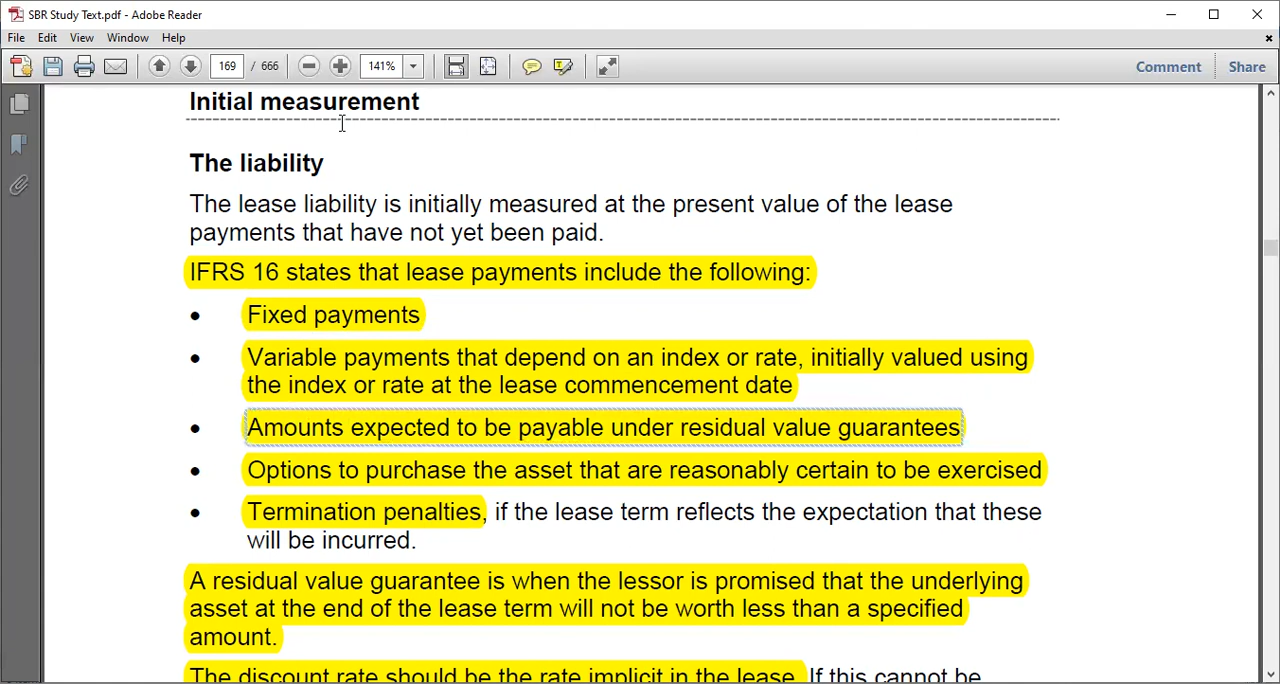 SBR Study Text.pdf - Adobe Reader
File Edit View Window Help
169 / 666 141% Comment Share
Initial measurement
The liability
The lease liability is initially measured at the present value of the lease
payments that have not yet been paid.
IFRS 16 states that lease payments include the following:
• Fixed payments
• Variable payments that depend on an index or rate, initially valued using
the index or rate at the lease commencement date
• Amounts expected to be payable under residual value guarantees
• Options to purchase the asset that are reasonably certain to be exercised
• Termination penalties, if the lease term reflects the expectation that these
will be incurred.
A residual value guarantee is when the lessor is promised that the underlying
asset at the end of the lease term will not be worth less than a specified
amount.
The discount rate should be the rate implicit in the lease. If this cannot be